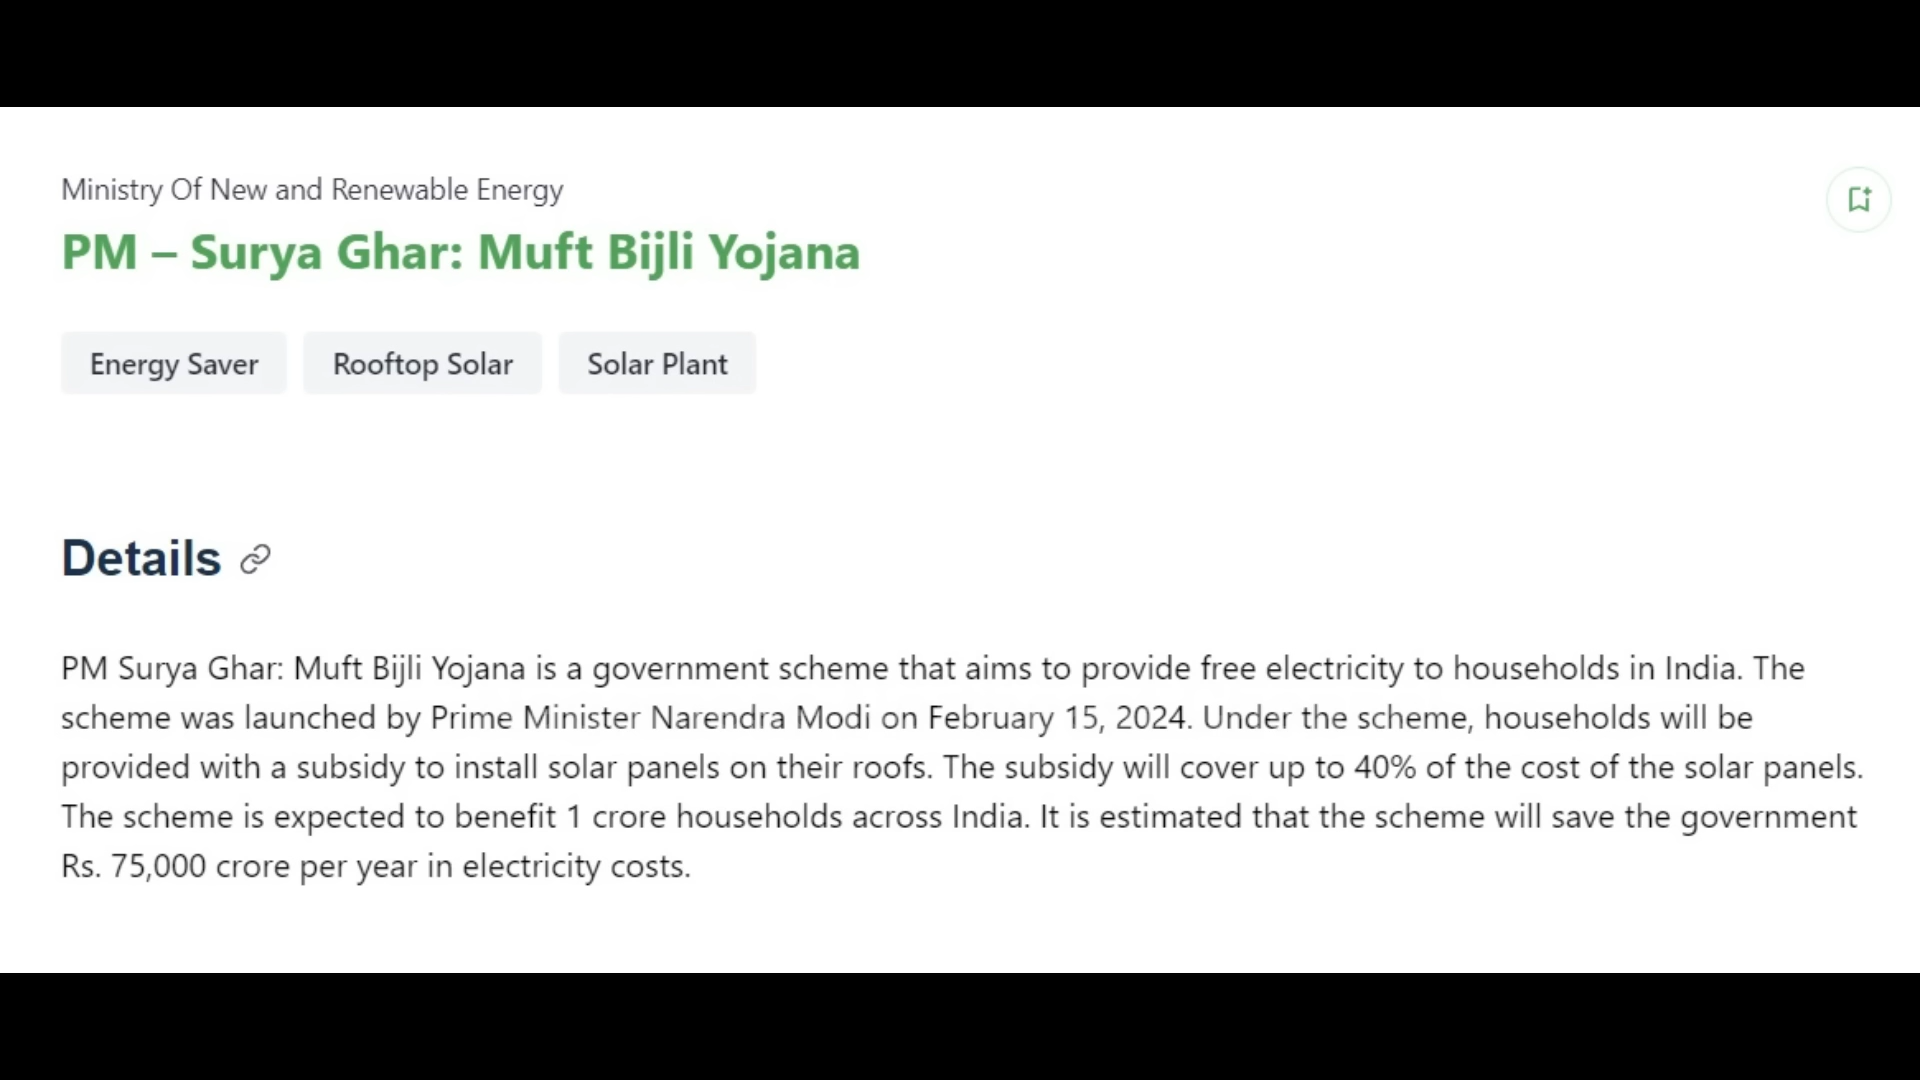 Ministry Of New and Renewable Energy
PM – Surya Ghar: Muft Bijli Yojana
Energy Saver
Rooftop Solar
Solar Plant
Details
PM Surya Ghar: Muft Bijli Yojana is a government scheme that aims to provide free electricity to households in India. The
scheme was launched by Prime Minister Narendra Modi on February 15, 2024. Under the scheme, households will be
provided with a subsidy to install solar panels on their roofs. The subsidy will cover up to 40% of the cost of the solar panels.
The scheme is expected to benefit 1 crore households across India. It is estimated that the scheme will save the government
Rs. 75,000 crore per year in electricity costs.